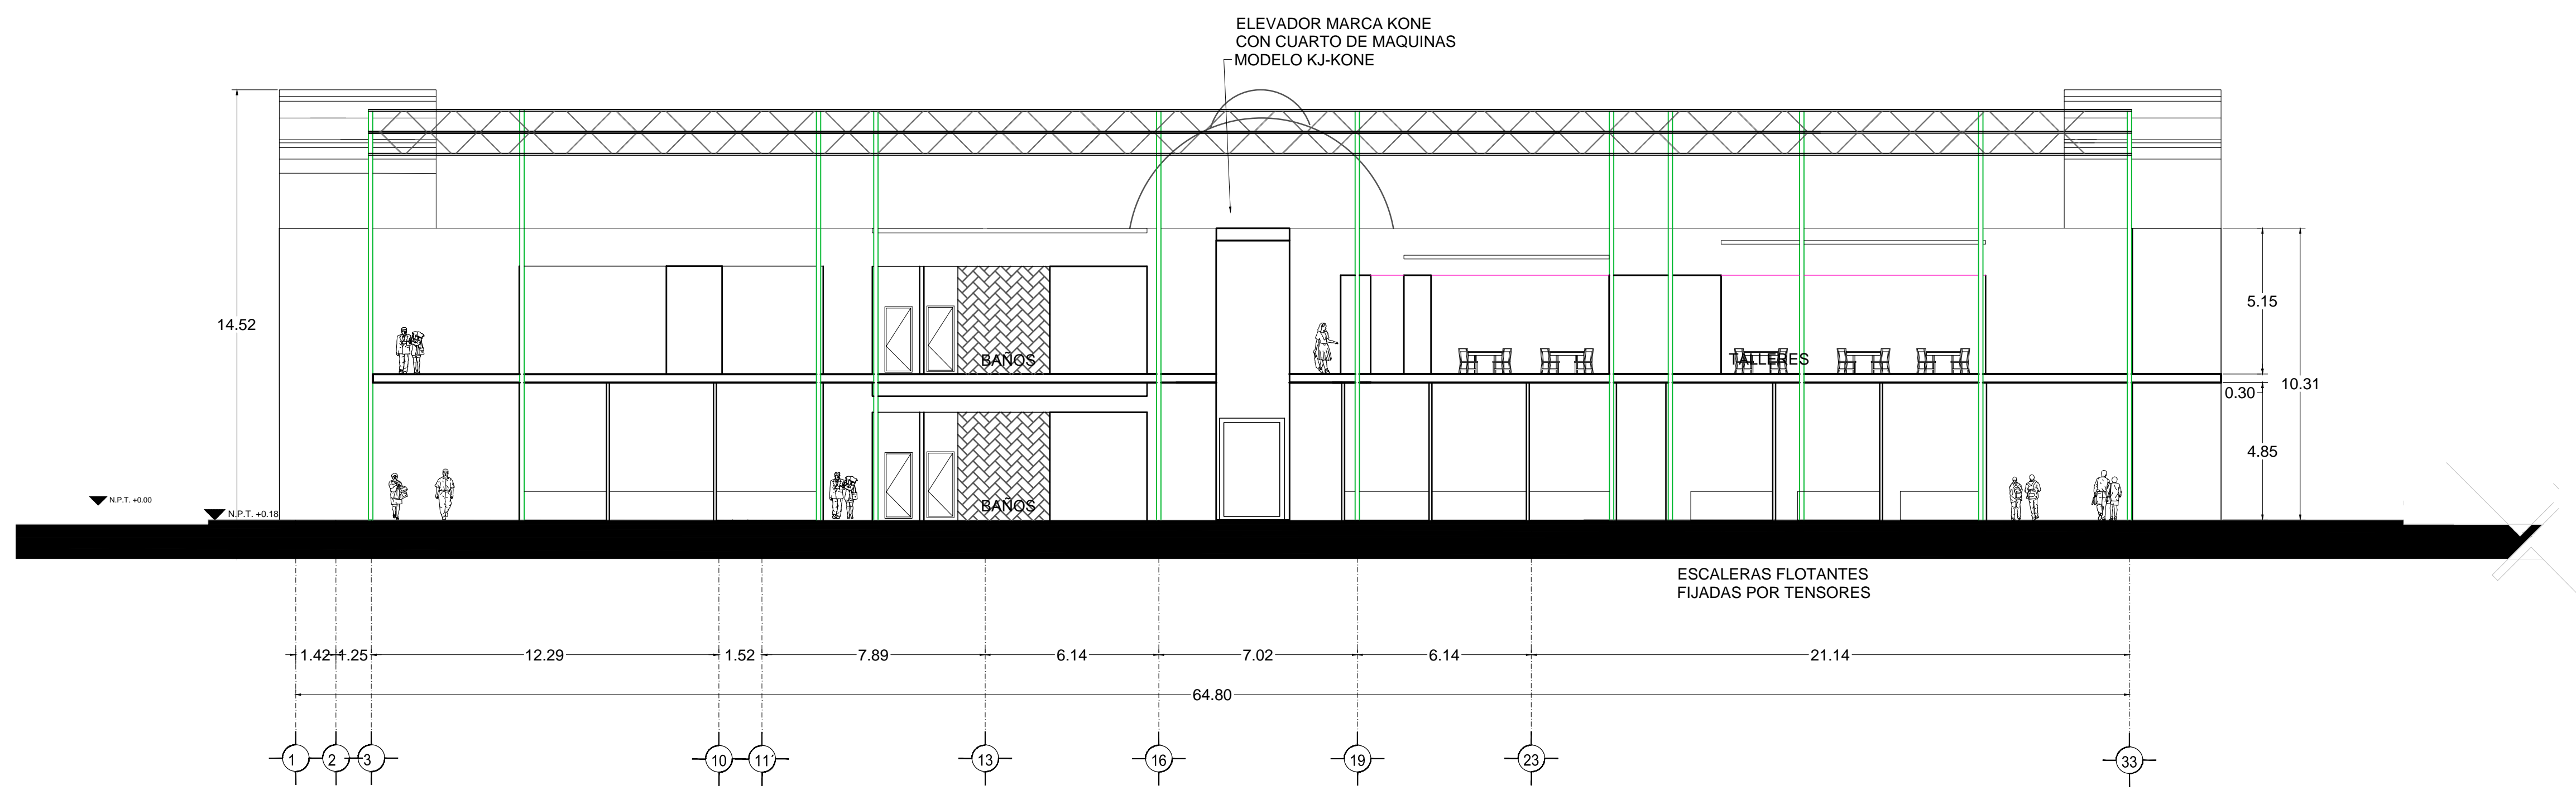 ELEVADOR MARCA KONE
CON CUARTO DE MAQUINAS
MODELO KJ-KONE
14.52
5.15
10.31
0.30
4.85
BAÑOS
TALLERES
BAÑOS
N.P.T. +0.00
N.P.T. +0.18
ESCALERAS FLOTANTES
FIJADAS POR TENSORES
1.42 1.25 12.29 1.52 7.89 6.14 7.02 6.14 21.14
64.80
1 2 3 10 11' 13 16 19 23 33